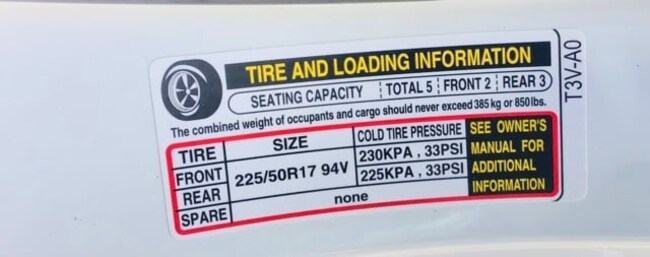 TIRE AND LOADING INFORMATION
SEATING CAPACITY TOTAL 5 FRONT 2 REAR 3
The combined weight of occupants and cargo should never exceed 385 kg or 850 lbs.
TIRE SIZE COLD TIRE PRESSURE
FRONT 225/50R17 94V 230KPA , 33PSI
REAR 225KPA , 33PSI
SPARE none
SEE OWNER'S
MANUAL FOR
ADDITIONAL
INFORMATION
T3V-A0